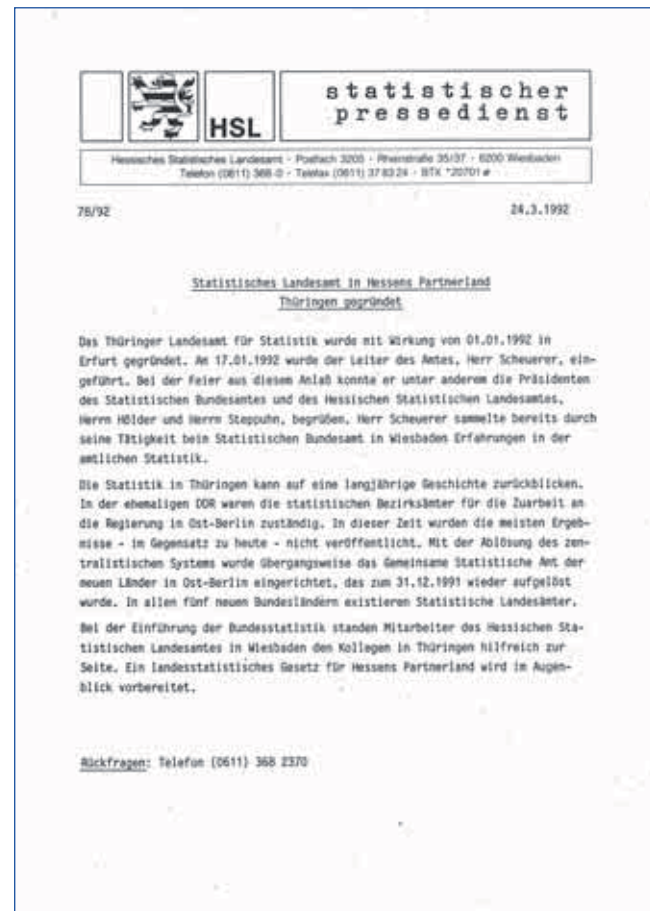 HSL
statistischer
pressedienst
Hessisches Statistisches Landesamt - Postfach 3205 - Rheinstraße 35/37 - 6200 Wiesbaden
Telefon (0611) 368-0 - Telefax (0611) 37 83 24 - BTX *20701#
24.3.1992
Statistisches Landesamt in Hessens Partnerland
Thüringen gegründet
Das Thüringer Landesamt für Statistik wurde mit Wirkung von 01.01.1992 in
Erfurt gegründet. Am 17.01.1992 wurde der Leiter des Amtes, Herr Scheuerer, ein-
geführt. Bei der Feier aus diesem Anlaß konnte er unter anderem die Präsidenten
des Statistischen Bundesamtes und des Hessischen Statistischen Landesamtes,
Herrn Hölder und Herrn Steppuhn, begrüßen. Herr Scheuerer sammelte bereits durch
seine Tätigkeit beim Statistischen Bundesamt in Wiesbaden Erfahrungen in der
amtlichen Statistik.
Die Statistik in Thüringen kann auf eine langjährige Geschichte zurückblicken.
In der ehemaligen DDR waren die statistischen Bezirksämter für die Zuarbeit an
die Regierung in Ost-Berlin zuständig. In dieser Zeit wurden die meisten Ergeb-
nisse - im Gegensatz zu heute - nicht veröffentlicht. Mit der Ablösung des zen-
tralistischen Systems wurde übergangsweise das Gemeinsame Statistische Amt der
neuen Länder in Ost-Berlin eingerichtet, das zum 31.12.1991 wieder aufgelöst
wurde. In allen fünf neuen Bundesländern existieren Statistische Landesämter.
Bei der Einführung der Bundesstatistik standen Mitarbeiter des Hessischen Sta-
tistischen Landesamtes in Wiesbaden den Kollegen in Thüringen hilfreich zur
Seite. Ein landesstatistisches Gesetz für Hessens Partnerland wird im Augen-
blick vorbereitet.
Rückfragen: Telefon (0611) 368 2370